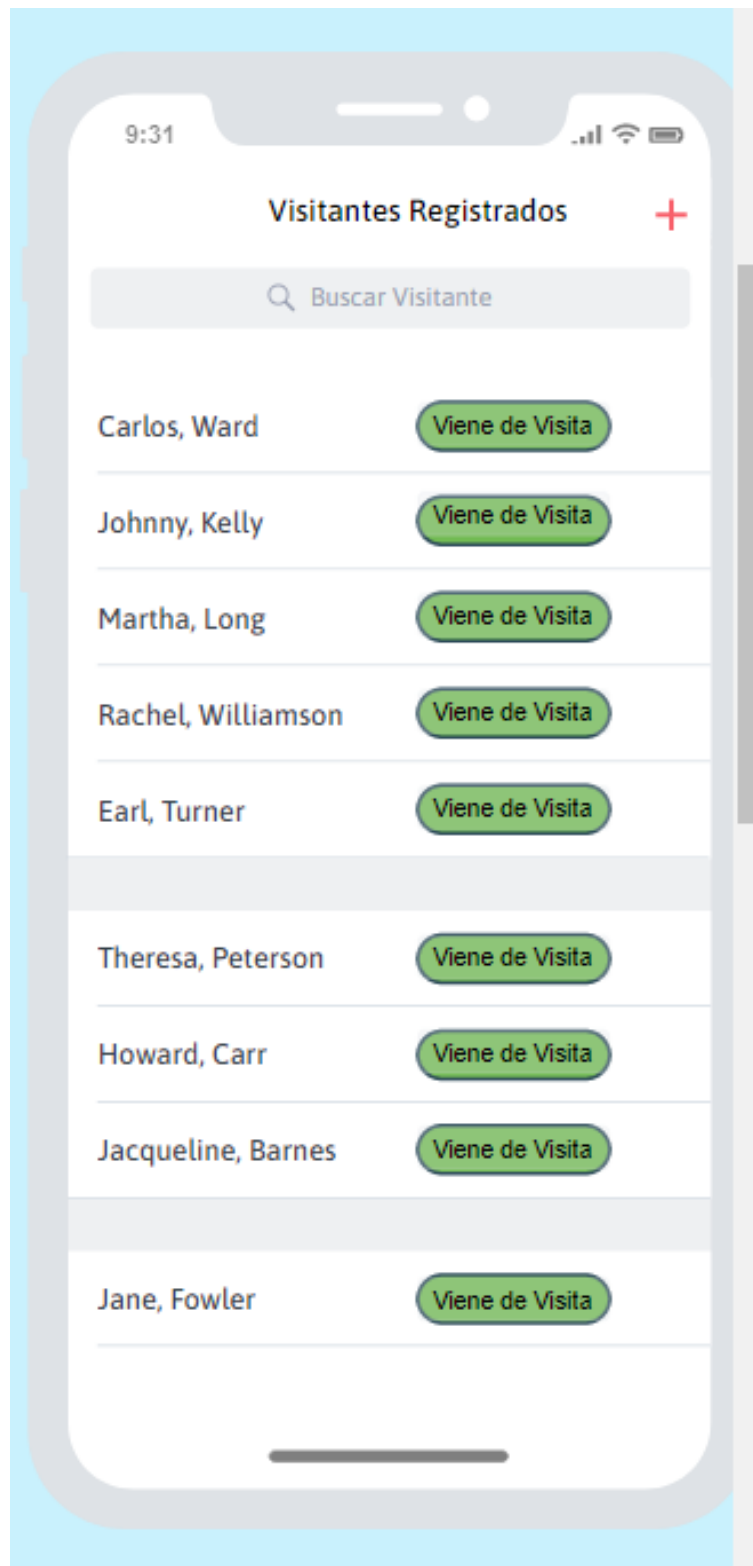 9:31
Visitantes Registrados +
Buscar Visitante
Carlos, Ward Viene de Visita
Johnny, Kelly Viene de Visita
Martha, Long Viene de Visita
Rachel, Williamson Viene de Visita
Earl, Turner Viene de Visita
Theresa, Peterson Viene de Visita
Howard, Carr Viene de Visita
Jacqueline, Barnes Viene de Visita
Jane, Fowler Viene de Visita